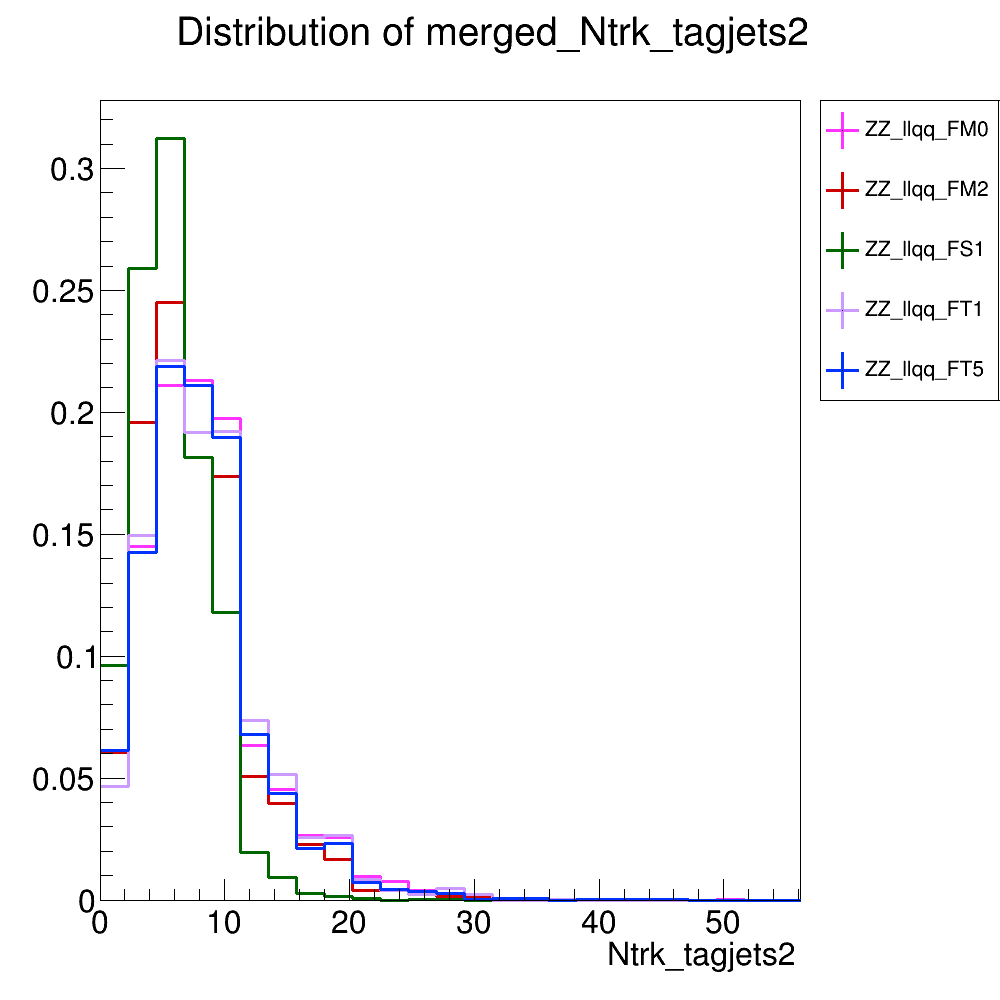 Distribution of merged_Ntrk_tagjets2
ZZ_llqq_FM0
ZZ_llqq_FM2
ZZ_llqq_FS1
ZZ_llqq_FT1
ZZ_llqq_FT5
0.3
0.25
0.2
0.15
0.1
0.05
0
0 10 20 30 40 50
Ntrk_tagjets2